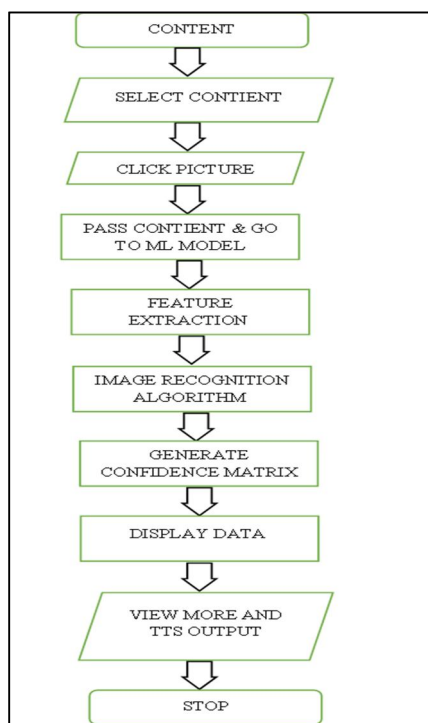 CONTENT
SELECT CONTIENT
CLICK PICTURE
PASS CONTIENT & GO
TO ML MODEL
FEATURE
EXTRACTION
IMAGE RECOGNITION
ALGORITHM
GENERATE
CONFIDENCE MATRIX
DISPLAY DATA
VIEW MORE AND
TTS OUTPUT
STOP